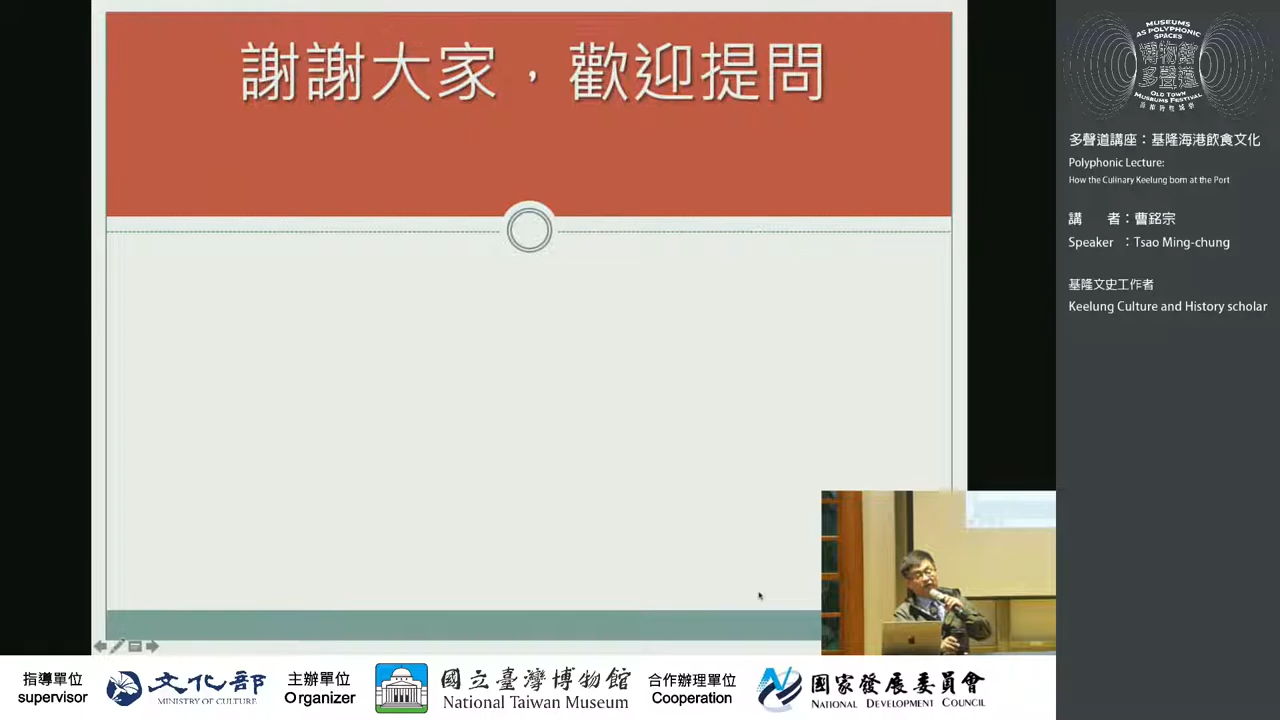 謝謝大家，歡迎提問
MUSEUMS
AS POLYPHONIC
SPACES
博物館
多聲道
OLD TOWN
MUSEUMS FESTIVAL
多聲道講座：基隆海港飲食文化
Polyphonic Lecture:
How the Culinary Keelung born at the Port
講 者：曹銘宗
Speaker ：Tsao Ming-chung
基隆文史工作者
Keelung Culture and History scholar
指導單位
supervisor
文化部
MINISTRY OF CULTURE
主辦單位
Organizer
國立臺灣博物館
National Taiwan Museum
合作辦理單位
Cooperation
國家發展委員會
NATIONAL DEVELOPMENT COUNCIL